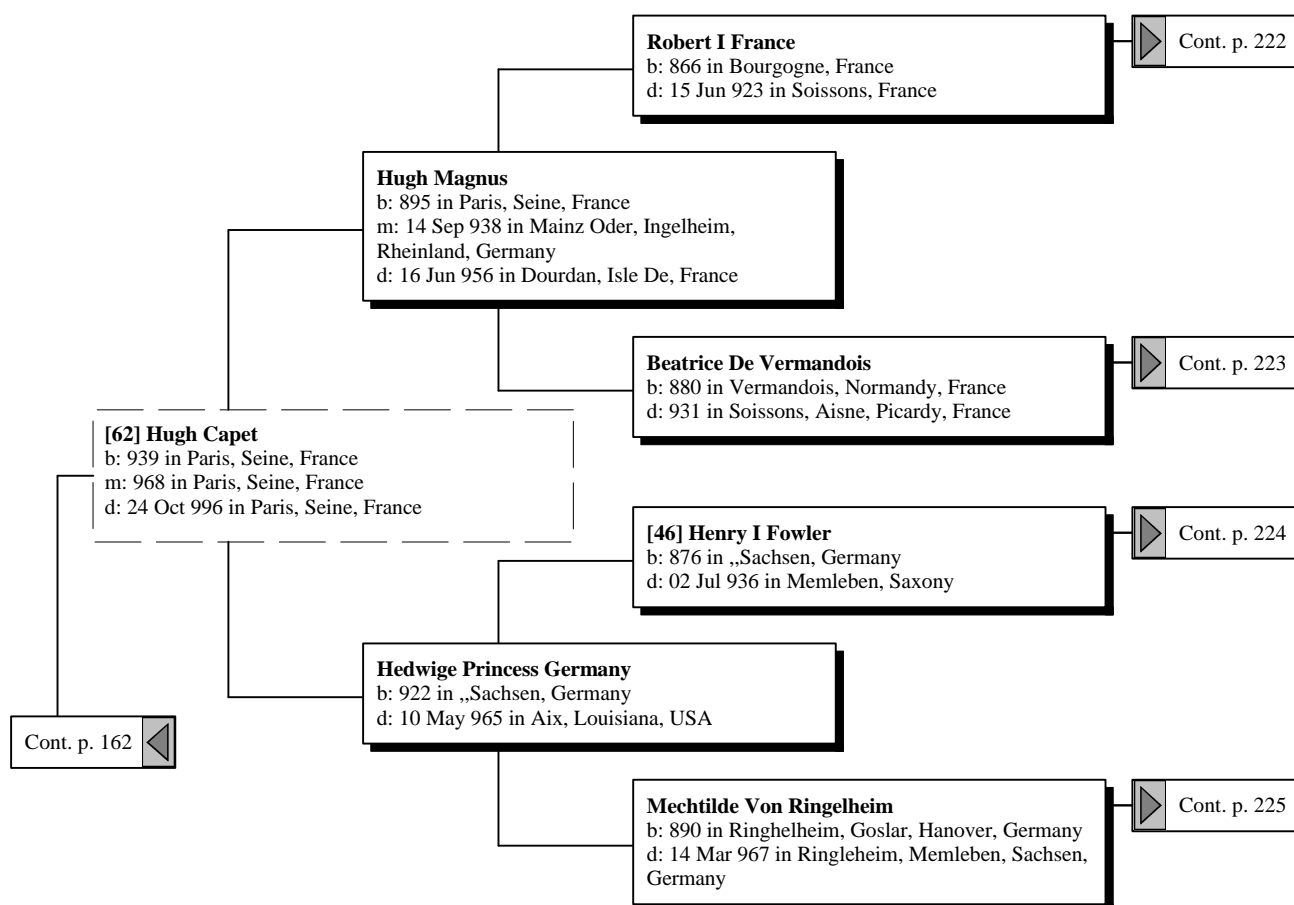 Robert I France
b: 866 in Bourgogne, France
d: 15 Jun 923 in Soissons, France
Cont. p. 222
Hugh Magnus
b: 895 in Paris, Seine, France
m: 14 Sep 938 in Mainz Oder, Ingelheim,
Rheinland, Germany
d: 16 Jun 956 in Dourdan, Isle De, France
Beatrice De Vermandois
b: 880 in Vermandois, Normandy, France
d: 931 in Soissons, Aisne, Picardy, France
Cont. p. 223
[62] Hugh Capet
b: 939 in Paris, Seine, France
m: 968 in Paris, Seine, France
d: 24 Oct 996 in Paris, Seine, France
[46] Henry I Fowler
b: 876 in ,,Sachsen, Germany
d: 02 Jul 936 in Memleben, Saxony
Cont. p. 224
Hedwige Princess Germany
b: 922 in ,,Sachsen, Germany
d: 10 May 965 in Aix, Louisiana, USA
Cont. p. 162
Mechtilde Von Ringelheim
b: 890 in Ringhelheim, Goslar, Hanover, Germany
d: 14 Mar 967 in Ringleheim, Memleben, Sachsen,
Germany
Cont. p. 225